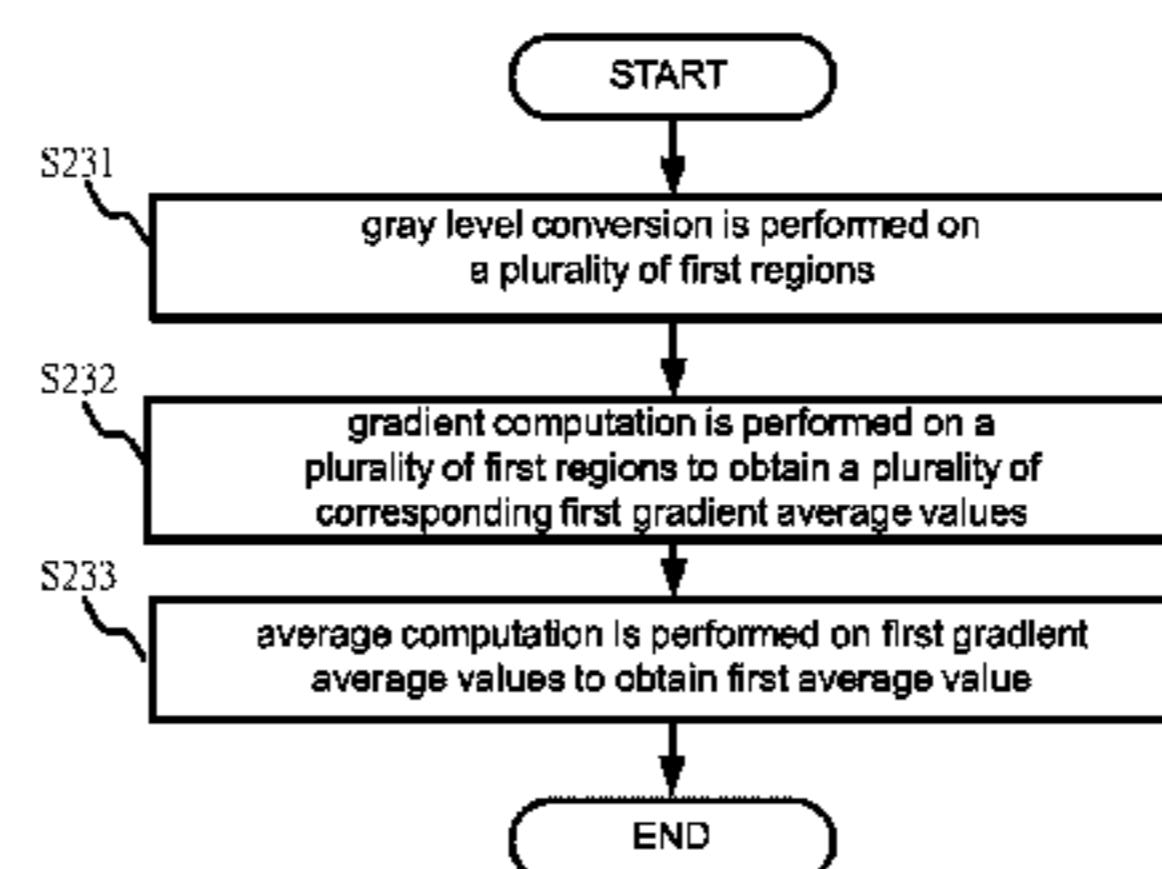 START
S231
gray level conversion is performed on
a plurality of first regions
S232
gradient computation is performed on a
plurality of first regions to obtain a plurality of
corresponding first gradient average values
S233
average computation is performed on first gradient
average values to obtain first average value
END